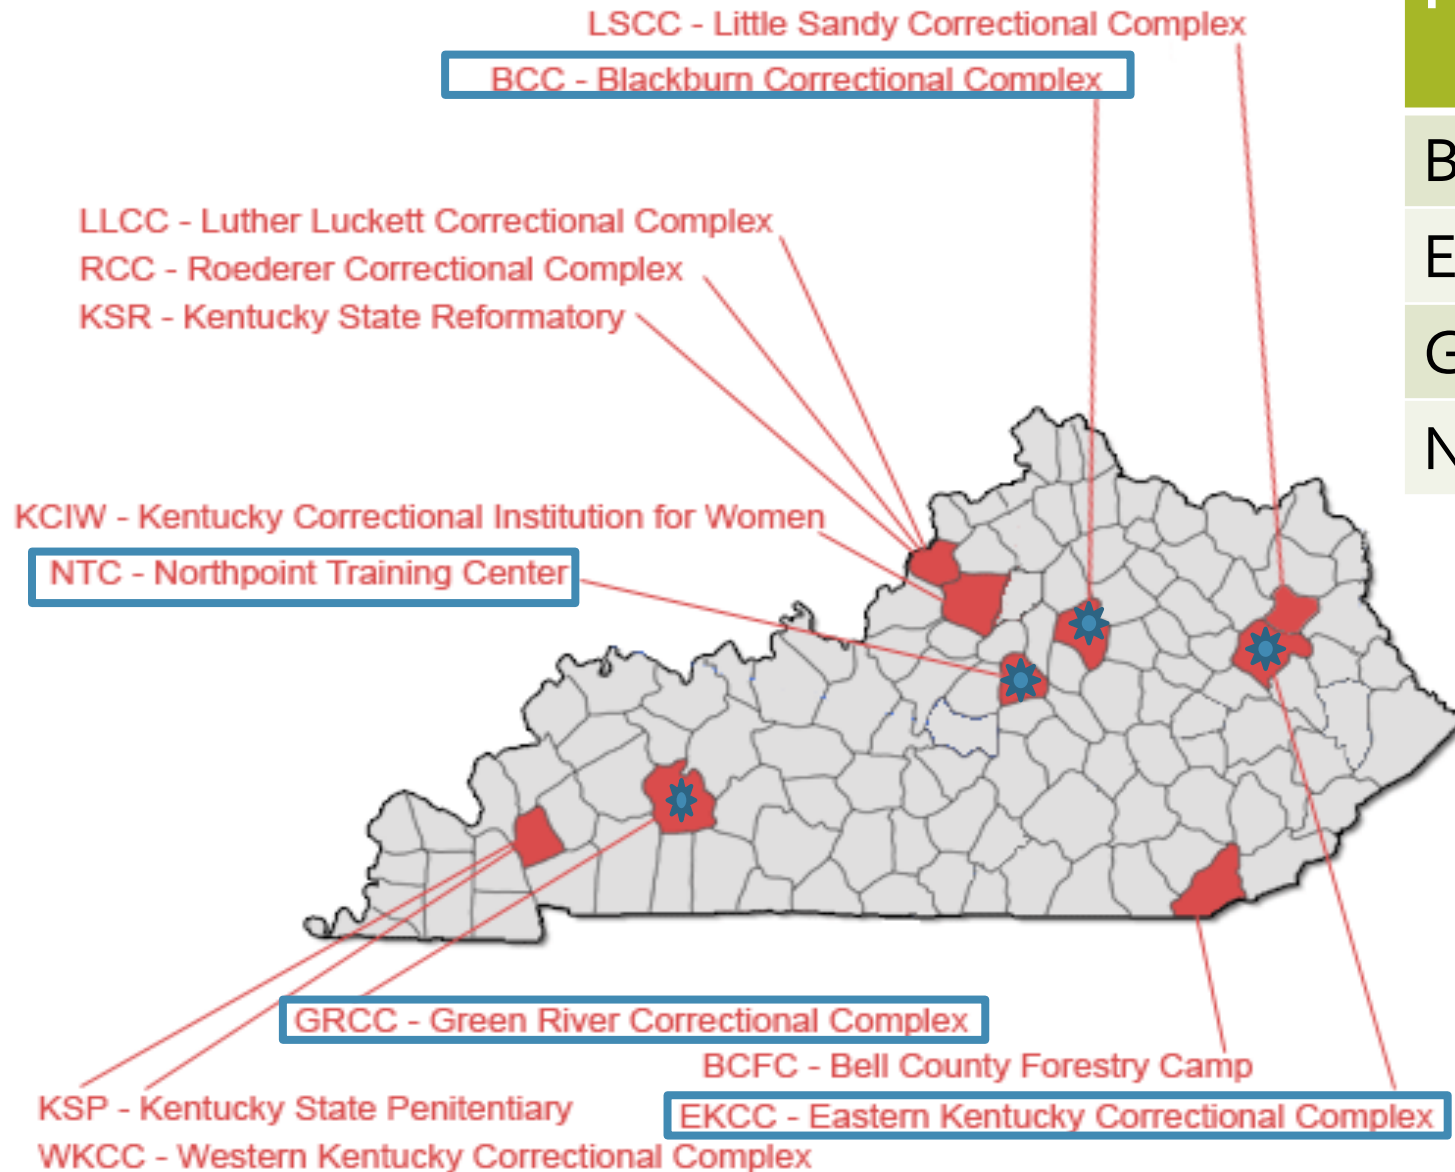 LSCC - Little Sandy Correctional Complex
BCC - Blackburn Correctional Complex
LLCC - Luther Luckett Correctional Complex
RCC - Roederer Correctional Complex
KSR - Kentucky State Reformatory
KCIW - Kentucky Correctional Institution for Women
NTC - Northpoint Training Center
GRCC - Green River Correctional Complex
BCFC - Bell County Forestry Camp
KSP - Kentucky State Penitentiary
EKCC - Eastern Kentucky Correctional Complex
WKCC - Western Kentucky Correctional Complex
B
E
G
N